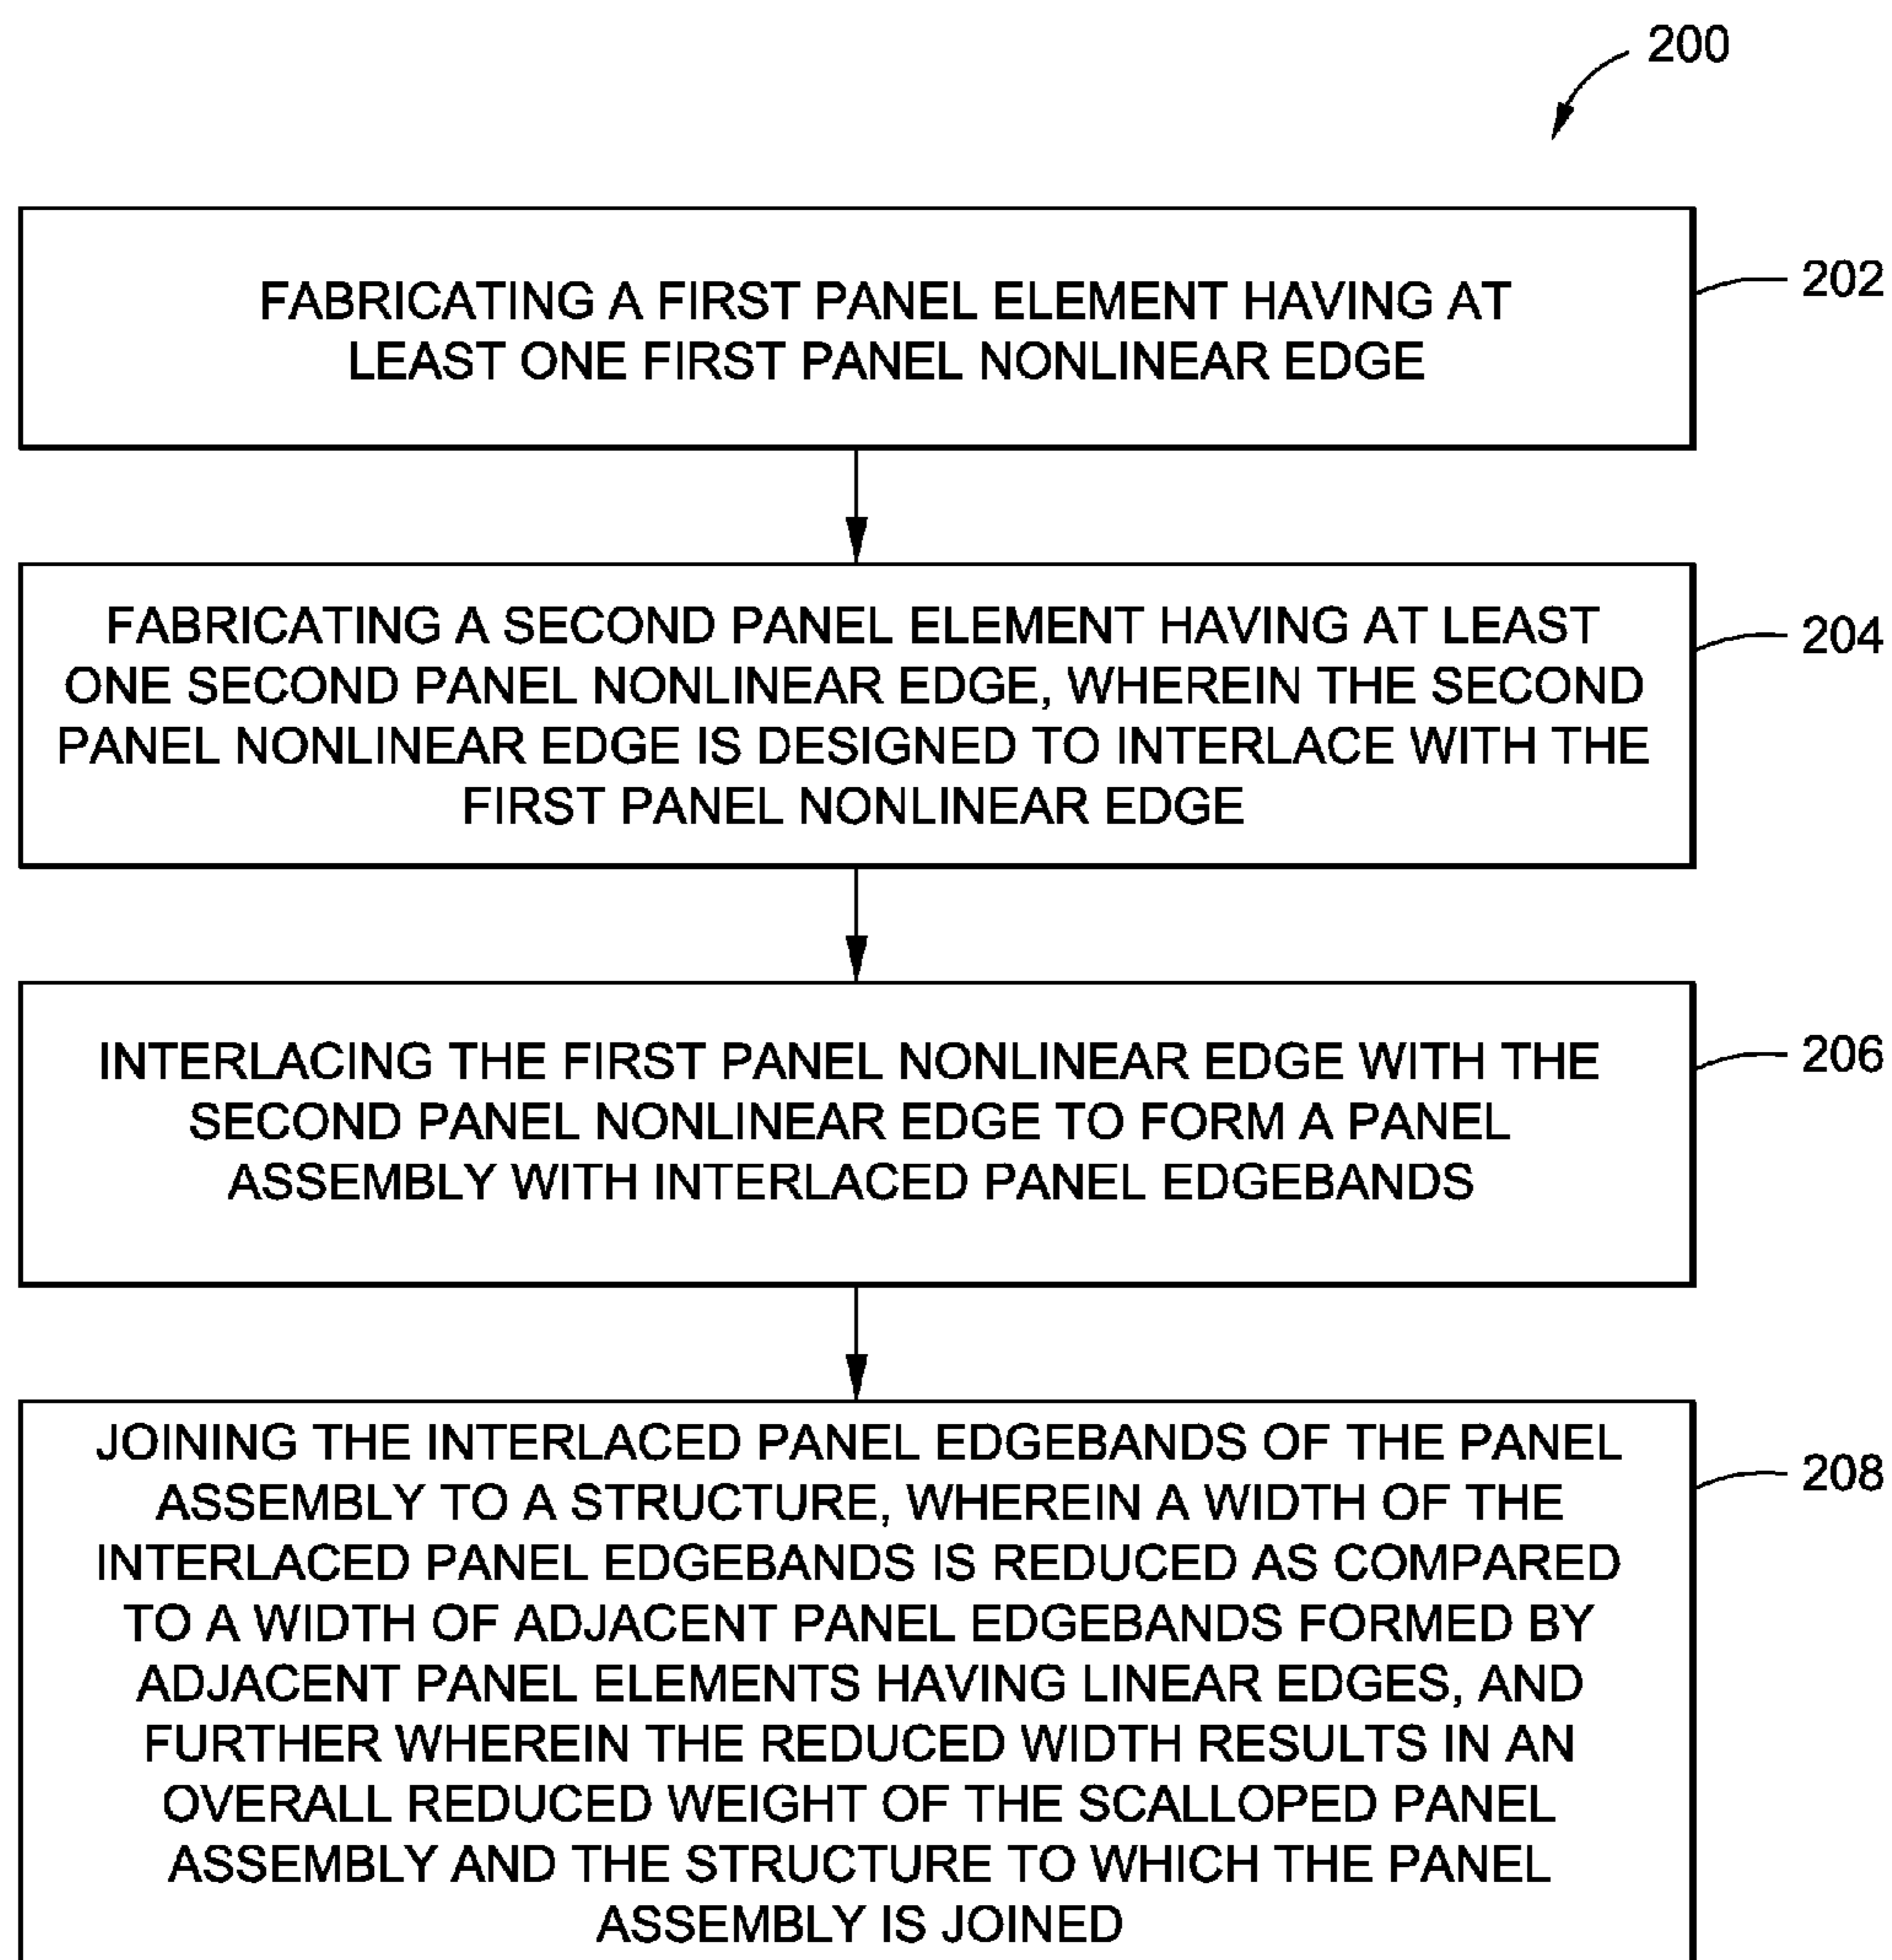 200
FABRICATING A FIRST PANEL ELEMENT HAVING AT
LEAST ONE FIRST PANEL NONLINEAR EDGE
202
FABRICATING A SECOND PANEL ELEMENT HAVING AT LEAST
ONE SECOND PANEL NONLINEAR EDGE, WHEREIN THE SECOND
PANEL NONLINEAR EDGE IS DESIGNED TO INTERLACE WITH THE
FIRST PANEL NONLINEAR EDGE
204
INTERLACING THE FIRST PANEL NONLINEAR EDGE WITH THE
SECOND PANEL NONLINEAR EDGE TO FORM A PANEL
ASSEMBLY WITH INTERLACED PANEL EDGEBANDS
206
JOINING THE INTERLACED PANEL EDGEBANDS OF THE PANEL
ASSEMBLY TO A STRUCTURE, WHEREIN A WIDTH OF THE
INTERLACED PANEL EDGEBANDS IS REDUCED AS COMPARED
TO A WIDTH OF ADJACENT PANEL EDGEBANDS FORMED BY
ADJACENT PANEL ELEMENTS HAVING LINEAR EDGES, AND
FURTHER WHEREIN THE REDUCED WIDTH RESULTS IN AN
OVERALL REDUCED WEIGHT OF THE SCALLOPED PANEL
ASSEMBLY AND THE STRUCTURE TO WHICH THE PANEL
ASSEMBLY IS JOINED
208